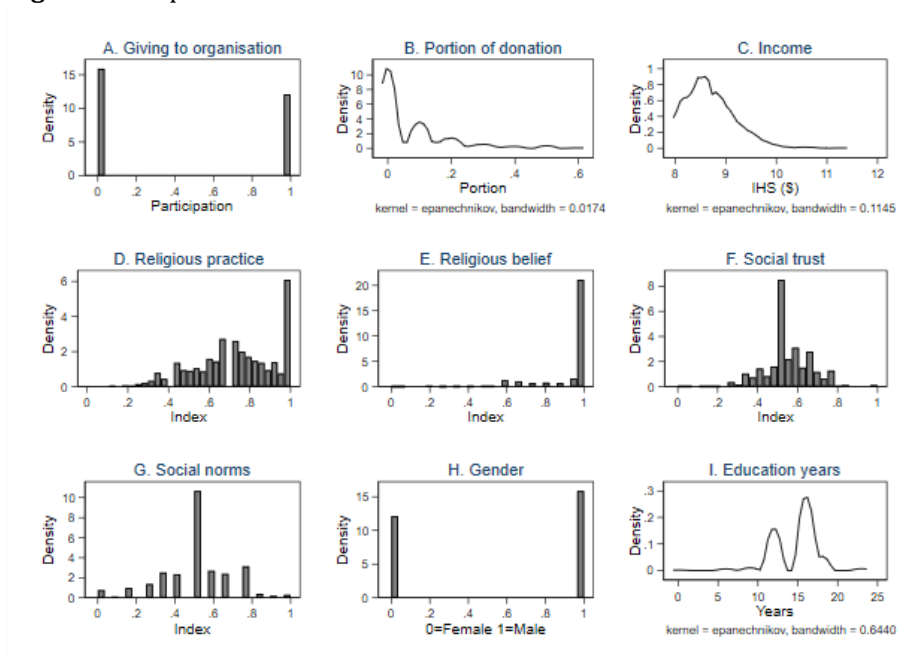 A. Giving to organisation
Density
15
10
5
0
0 .2 .4 .6 .8 1
Participation
B. Portion of donation
Density
10
8
6
4
2
0
0 .2 .4 .6
Portion
kernel = epanechnikov, bandwidth = 0.0174
C. Income
Density
1
.8
.6
.4
.2
0
8 9 10 11 12
IHS ($)
kernel = epanechnikov, bandwidth = 0.1145
D. Religious practice
Density
6
4
2
0
0 .2 .4 .6 .8 1
Index
E. Religious belief
Density
20
15
10
5
0
0 .2 .4 .6 .8 1
Index
F. Social trust
Density
8
6
4
2
0
0 .2 .4 .6 .8 1
Index
G. Social norms
Density
10
8
6
4
2
0
0 .2 .4 .6 .8 1
Index
H. Gender
Density
15
10
5
0
0 .2 .4 .6 .8 1
0=Female 1=Male
I. Education years
Density
.3
.2
.1
0
0 5 10 15 20 25
Years
kernel = epanechnikov, bandwidth = 0.6440